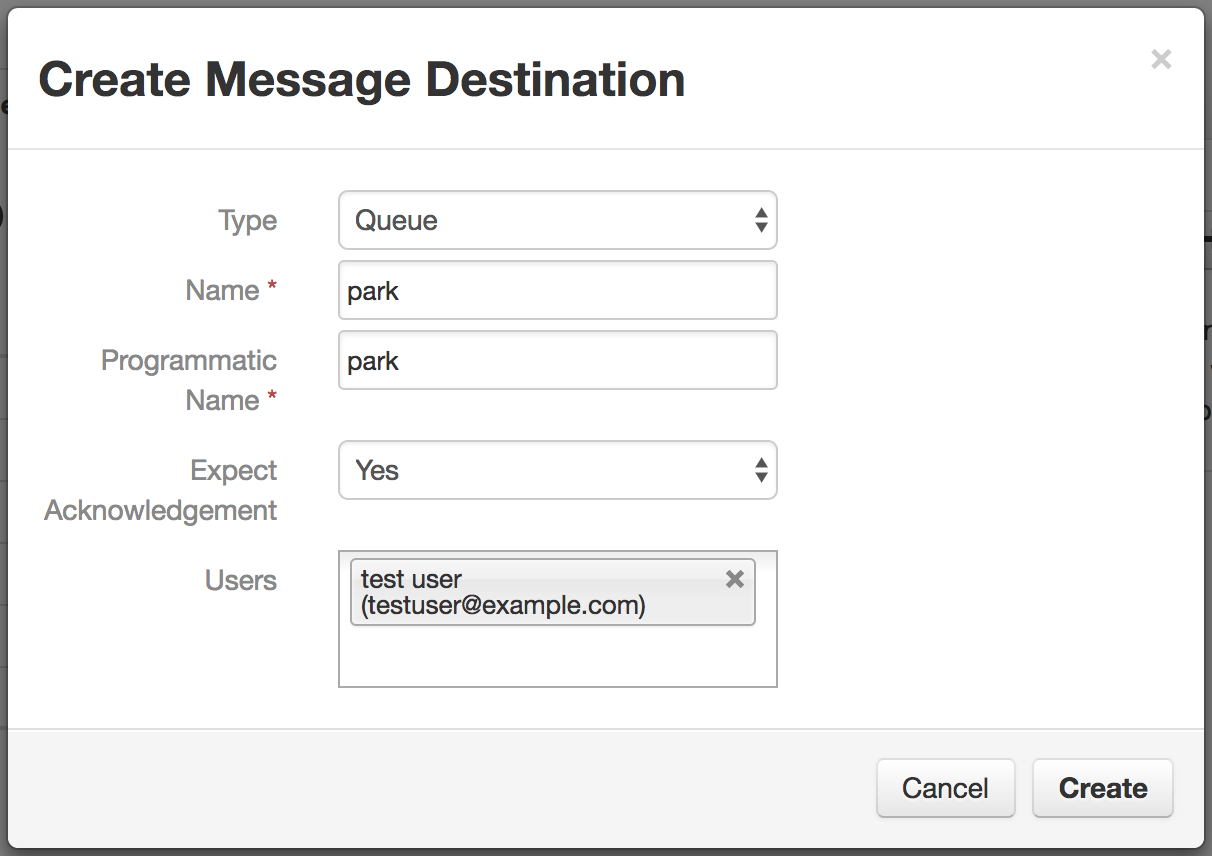 Create Message Destination
×
Type
Queue
Name *
park
Programmatic
Name *
park
Expect
Acknowledgement
Yes
Users
test user
(testuser@example.com)
Cancel
Create